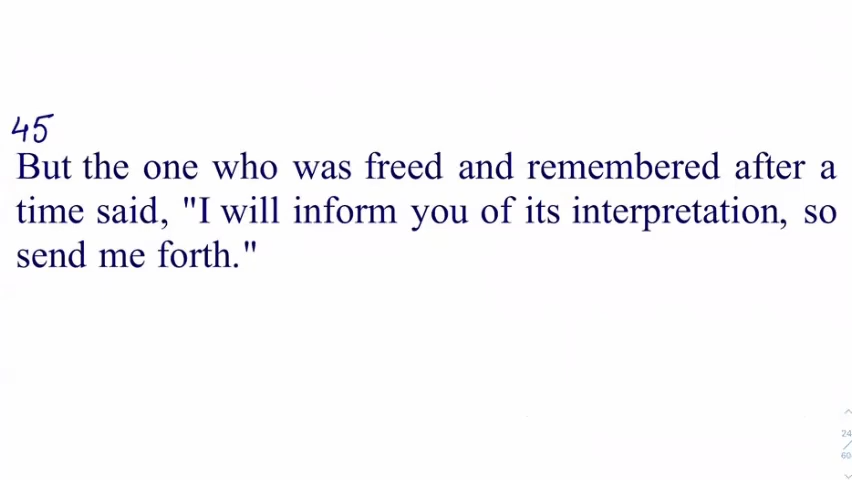 45
But the one who was freed and remembered after a
time said, "I will inform you of its interpretation, so
send me forth."
24
60